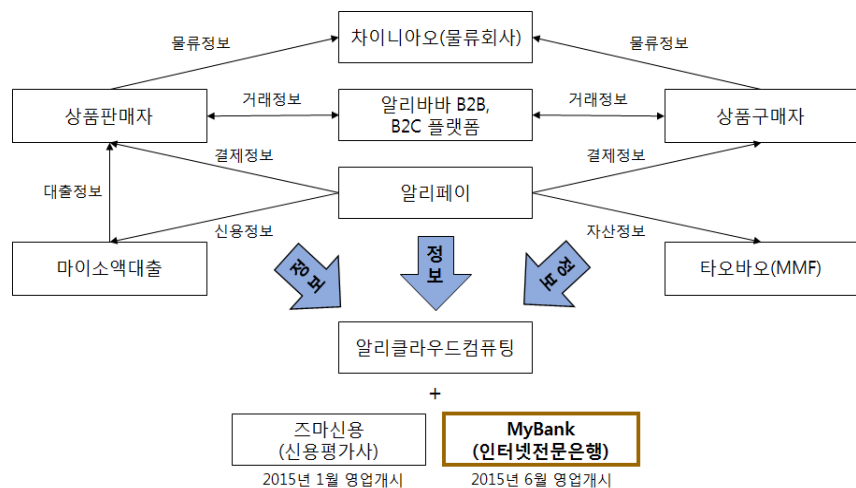 차이니아오(물류회사)
물류정보
물류정보
상품판매자
거래정보
알리바바 B2B,
B2C 플랫폼
거래정보
상품구매자
결제정보
결제정보
대출정보
알리페이
신용정보
자산정보
마이소액대출
정보
정보
정보
타오바오(MMF)
알리클라우드컴퓨팅
+
즈마신용
(신용평가사)
MyBank
(인터넷전문은행)
2015년 1월 영업개시
2015년 6월 영업개시